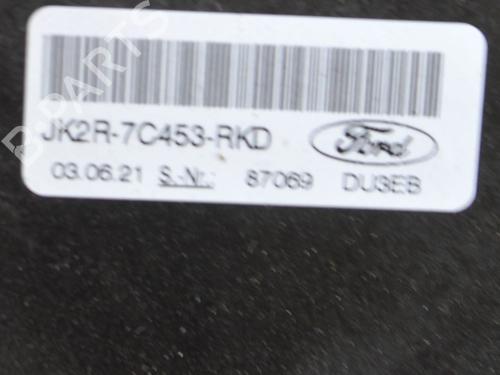 B-PARTS
JK2R-7C453-RKD Ford
03.06.21 S.-Nr.: 87069 DU3EB